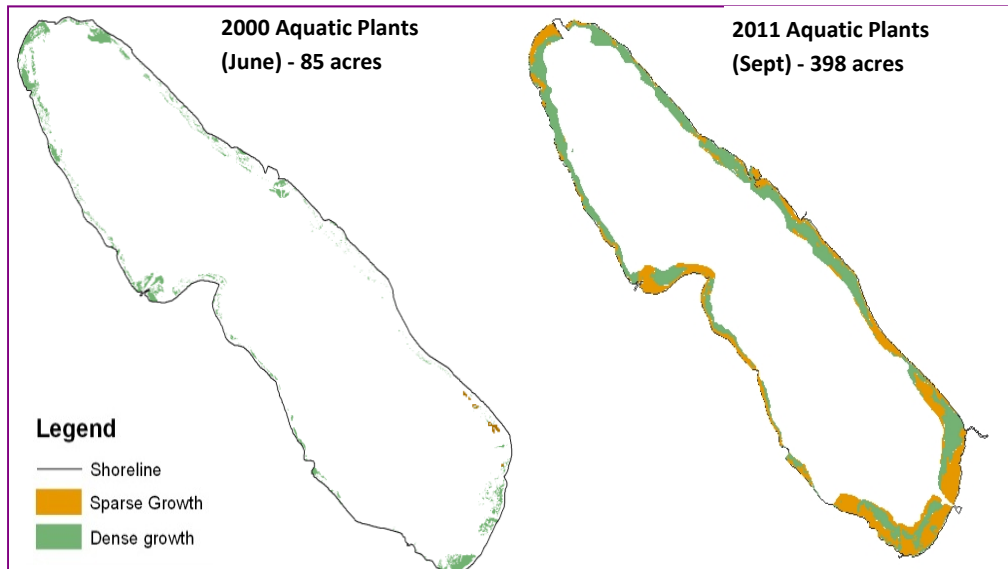 2000 Aquatic Plants
(June) - 85 acres
2011 Aquatic Plants
(Sept) - 398 acres
Legend
Shoreline
Sparse Growth
Dense growth